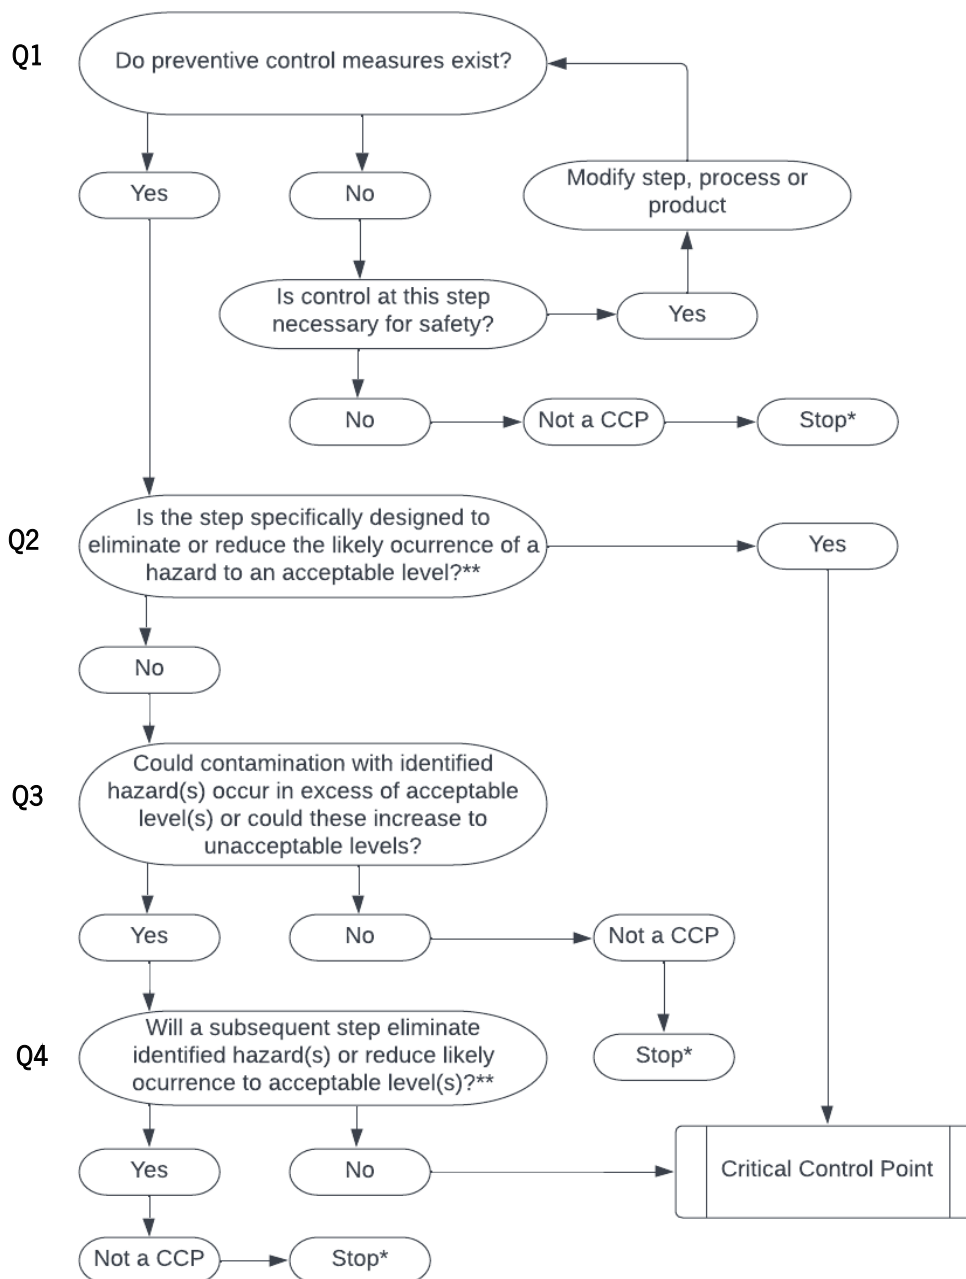 Q1
Do preventive control measures exist?
Yes
No
Modify step, process or
product
Is control at this step
necessary for safety?
Yes
No
Not a CCP
Stop*
Q2
Is the step specifically designed to
eliminate or reduce the likely ocurrence of a
hazard to an acceptable level?**
Yes
No
Q3
Could contamination with identified
hazard(s) occur in excess of acceptable
level(s) or could these increase to
unacceptable levels?
Yes
No
Not a CCP
Stop*
Q4
Will a subsequent step eliminate
identified hazard(s) or reduce likely
ocurrence to acceptable level(s)?**
Yes
No
Critical Control Point
Not a CCP
Stop*